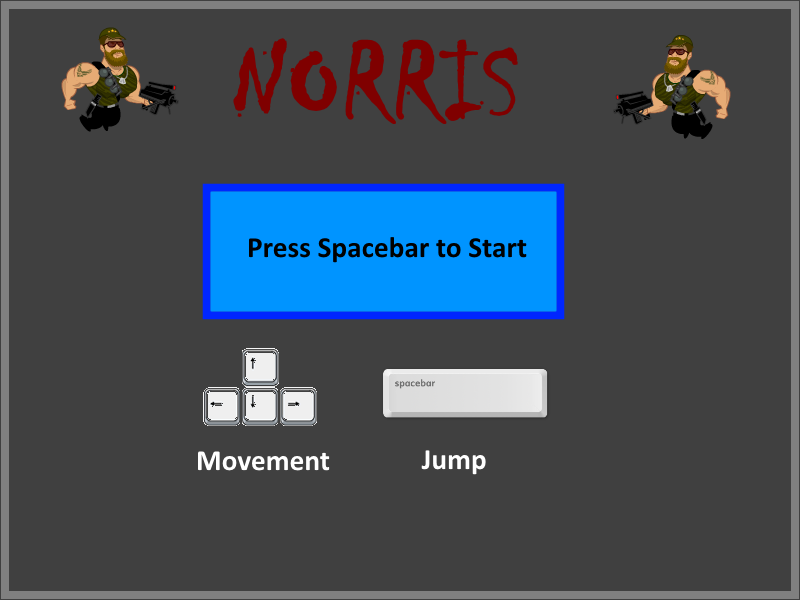 NORRIS
Press Spacebar to Start
↑
← ↓ →
spacebar
Movement
Jump